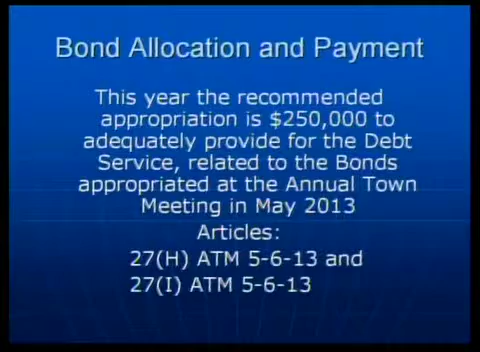 Bond Allocation and Payment
This year the recommended
appropriation is $250,000 to
adequately provide for the Debt
Service, related to the Bonds
appropriated at the Annual Town
Meeting in May 2013
Articles:
27(H) ATM 5-6-13 and
27(I) ATM 5-6-13